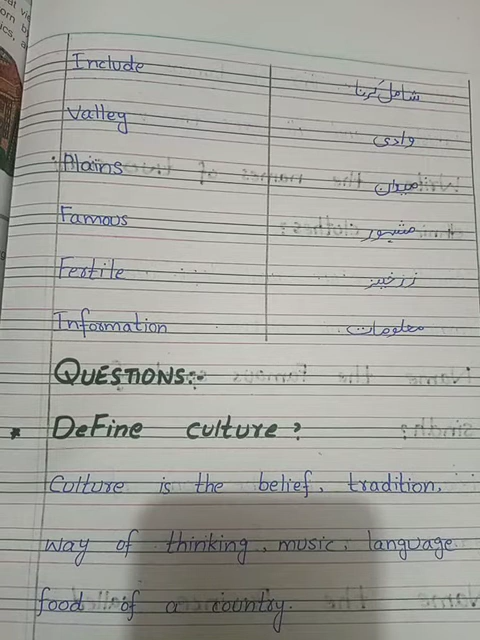 Include شامل کرنا
Valley وادی
Plains میدان
Famous مشہور
Fertile زرخیز
Information معلومات
QUESTIONS:-
* DeFine culture?
Culture is the belief, tradition,
way of thinking, music, language
food of a country.